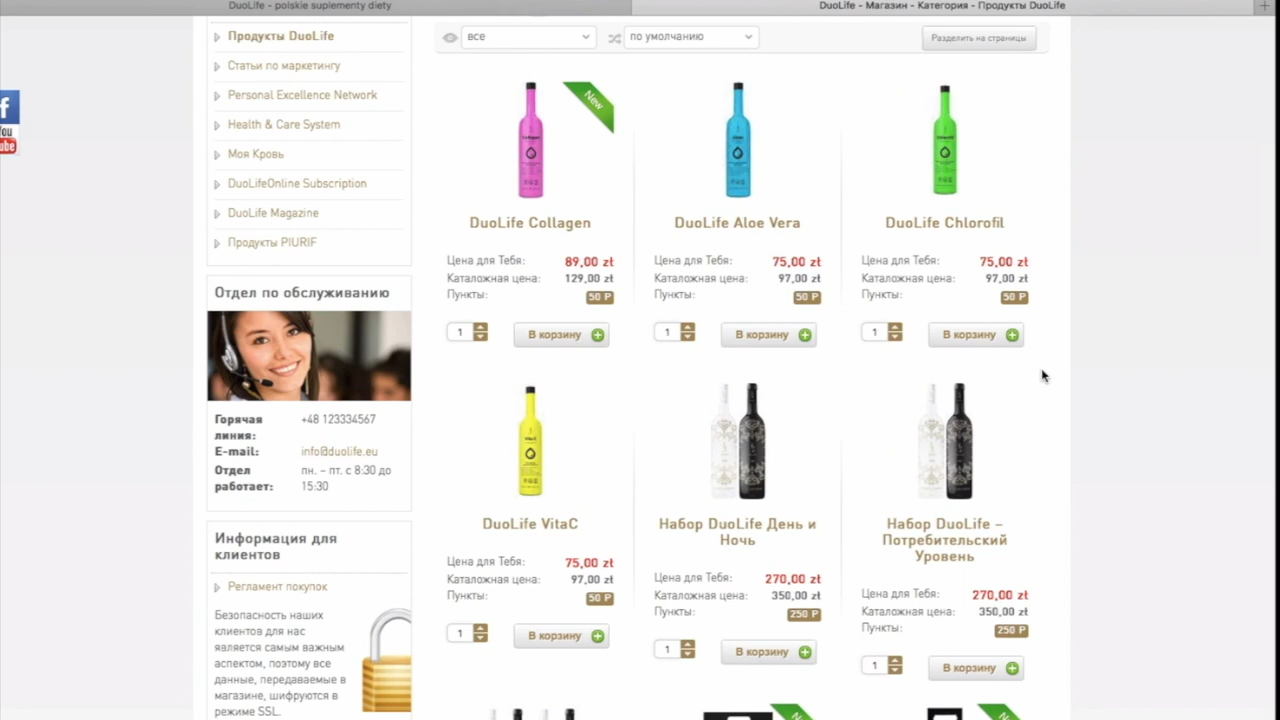 DuoLife - polskie suplementy diety
DuoLife - Магазин - Категория - Продукты DuoLife
Продукты DuoLife
Статьи по маркетингу
Personal Excellence Network
Health & Care System
Моя Кровь
DuoLifeOnline Subscription
DuoLife Magazine
Продукты PIURIF
Отдел по обслуживанию
Горячая линия: +48 123334567
E-mail: info@duolife.eu
Отдел работает: пн. – пт. с 8:30 до 15:30
Информация для
клиентов
Регламент покупок
Безопасность наших
клиентов для нас
является самым важным
аспектом, поэтому все
данные, передаваемые в
магазине, шифруются в
режиме SSL.
f
You
ube
все
по умолчанию
Разделить на страницы
New
Collagen
DuoLife Collagen
Цена для Тебя: 89,00 zł
Каталожная цена: 129,00 zł
Пункты: 50 P
1
В корзину
DuoLife Aloe Vera
Цена для Тебя: 75,00 zł
Каталожная цена: 97,00 zł
Пункты: 50 P
1
В корзину
DuoLife Chlorofil
Цена для Тебя: 75,00 zł
Каталожная цена: 97,00 zł
Пункты: 50 P
1
В корзину
VitaC
DuoLife VitaC
Цена для Тебя: 75,00 zł
Каталожная цена: 97,00 zł
Пункты: 50 P
1
В корзину
Набор DuoLife День и
Ночь
Цена для Тебя: 270,00 zł
Каталожная цена: 350,00 zł
Пункты: 250 P
1
В корзину
Набор DuoLife –
Потребительский
Уровень
Цена для Тебя: 270,00 zł
Каталожная цена: 350,00 zł
Пункты: 250 P
1
В корзину